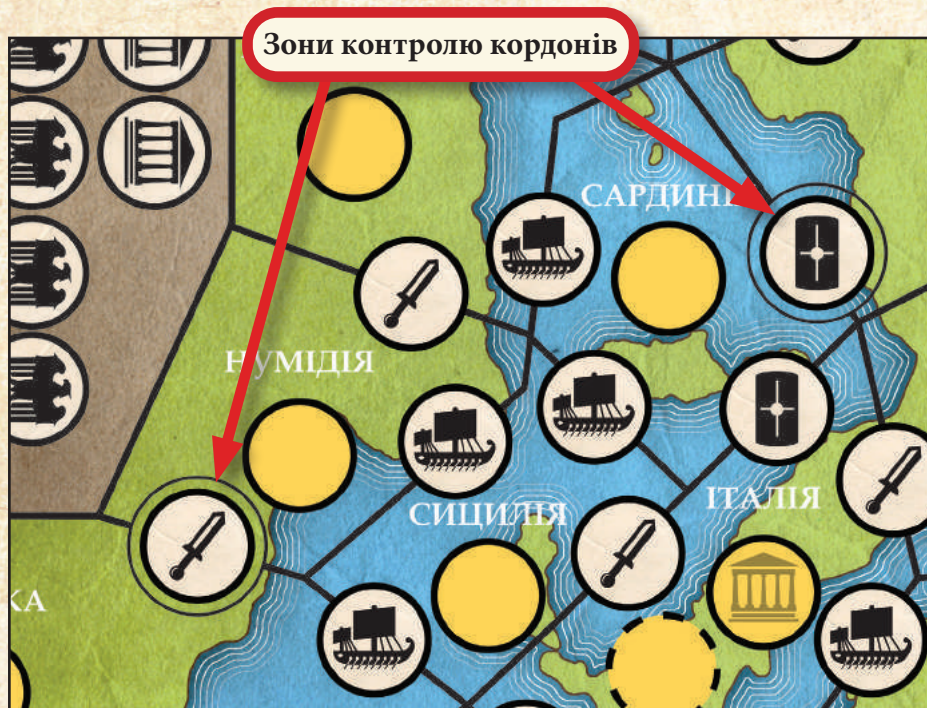 Зони контролю кордонів
САРДИНІ
НУМІДІЯ
ІТАЛІЯ
СИЦИЛІЯ
КА